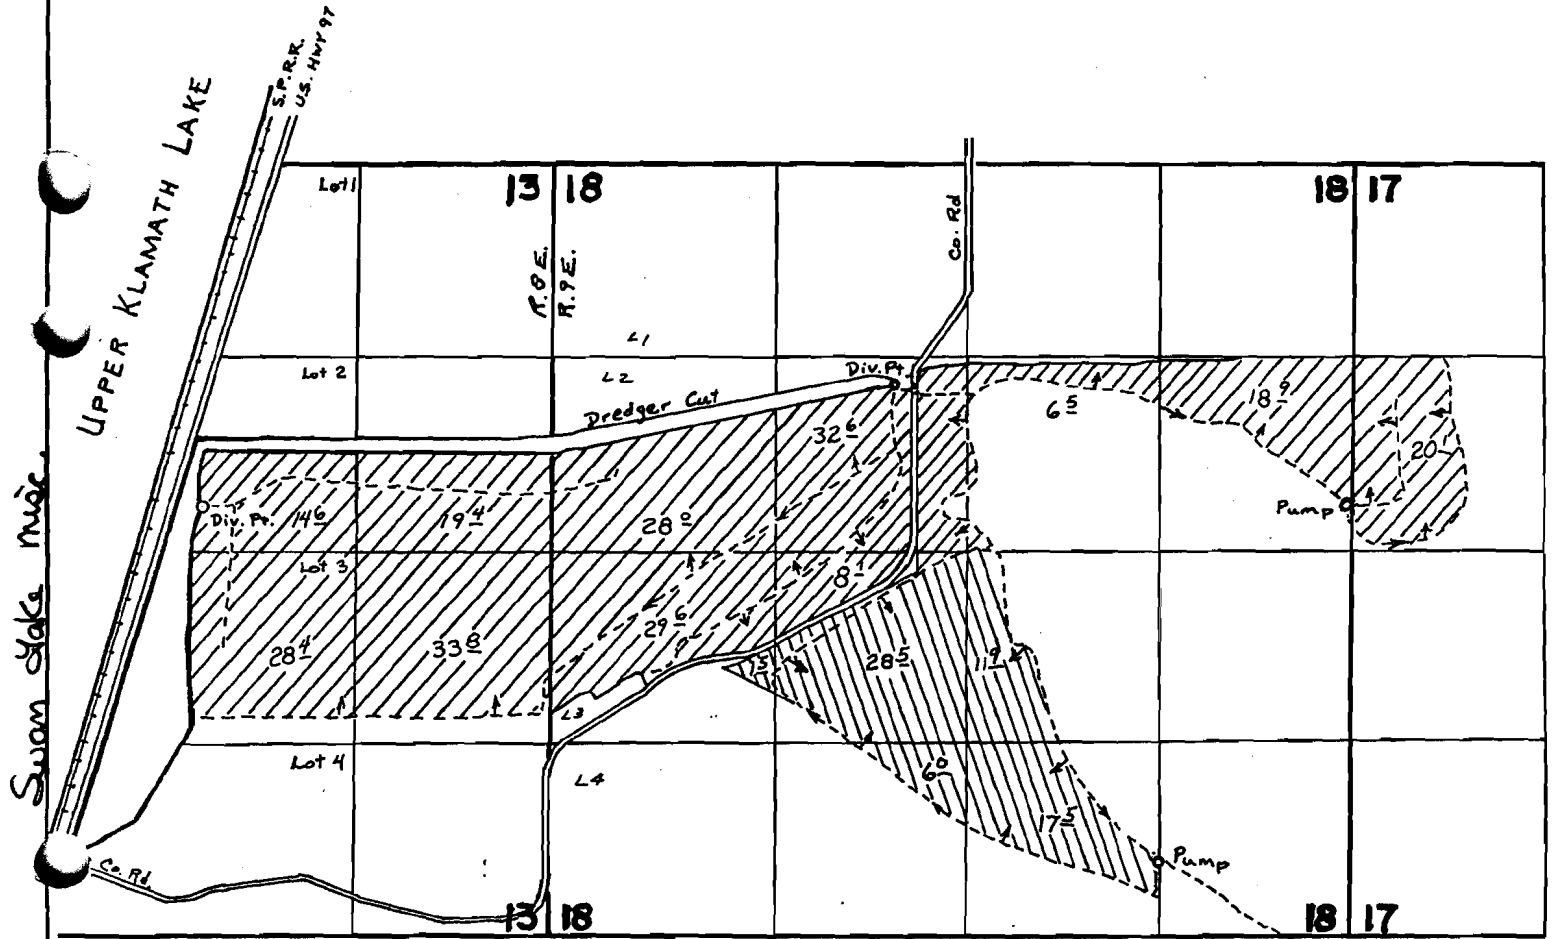 S.P.R.R.
U.S. HWY 97
UPPER KLAMATH LAKE
Swan Lake misc.
Lot 1
13 18
18 17
Co. Rd
R. 8 E.
R. 9 E.
L1
Lot 2
L2
Div. Pt.
Dredger Cut
6 5
18 9
32 6
20 1
Pump
Div. Pt.
14 6
19 4
28 0
Lot 3
8 1
29 6
28 4
33 8
1 5
28 5
11 9
L3
Lot 4
L4
6 0
17 5
Pump
Co. Rd.
13 18
18 17